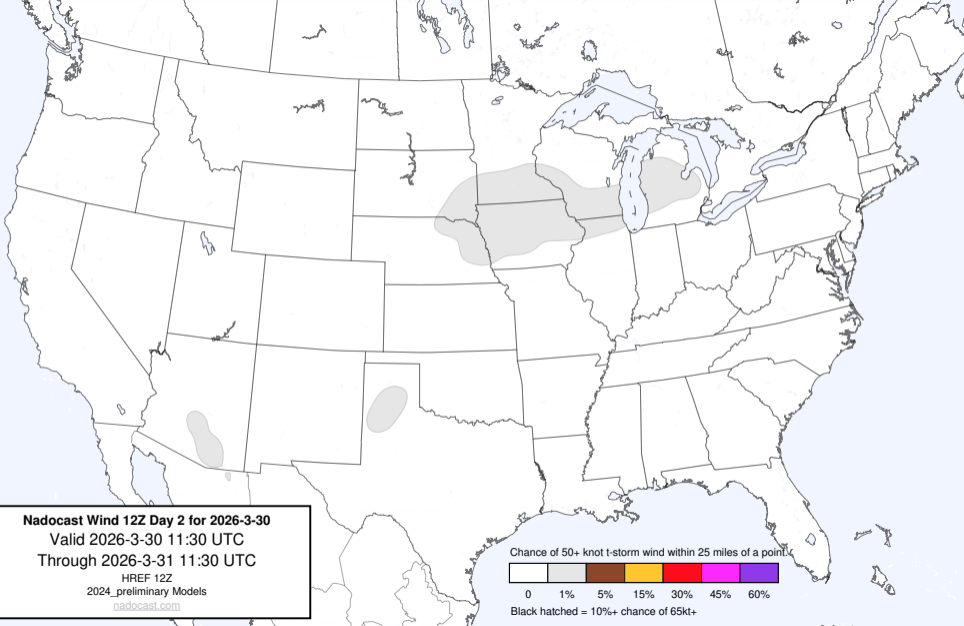 Nadocast Wind 12Z Day 2 for 2026-3-30
Valid 2026-3-30 11:30 UTC
Through 2026-3-31 11:30 UTC
HREF 12Z
2024_preliminary Models
nadocast.com
Chance of 50+ knot t-storm wind within 25 miles of a point.
0 1% 5% 15% 30% 45% 60%
Black hatched = 10%+ chance of 65kt+